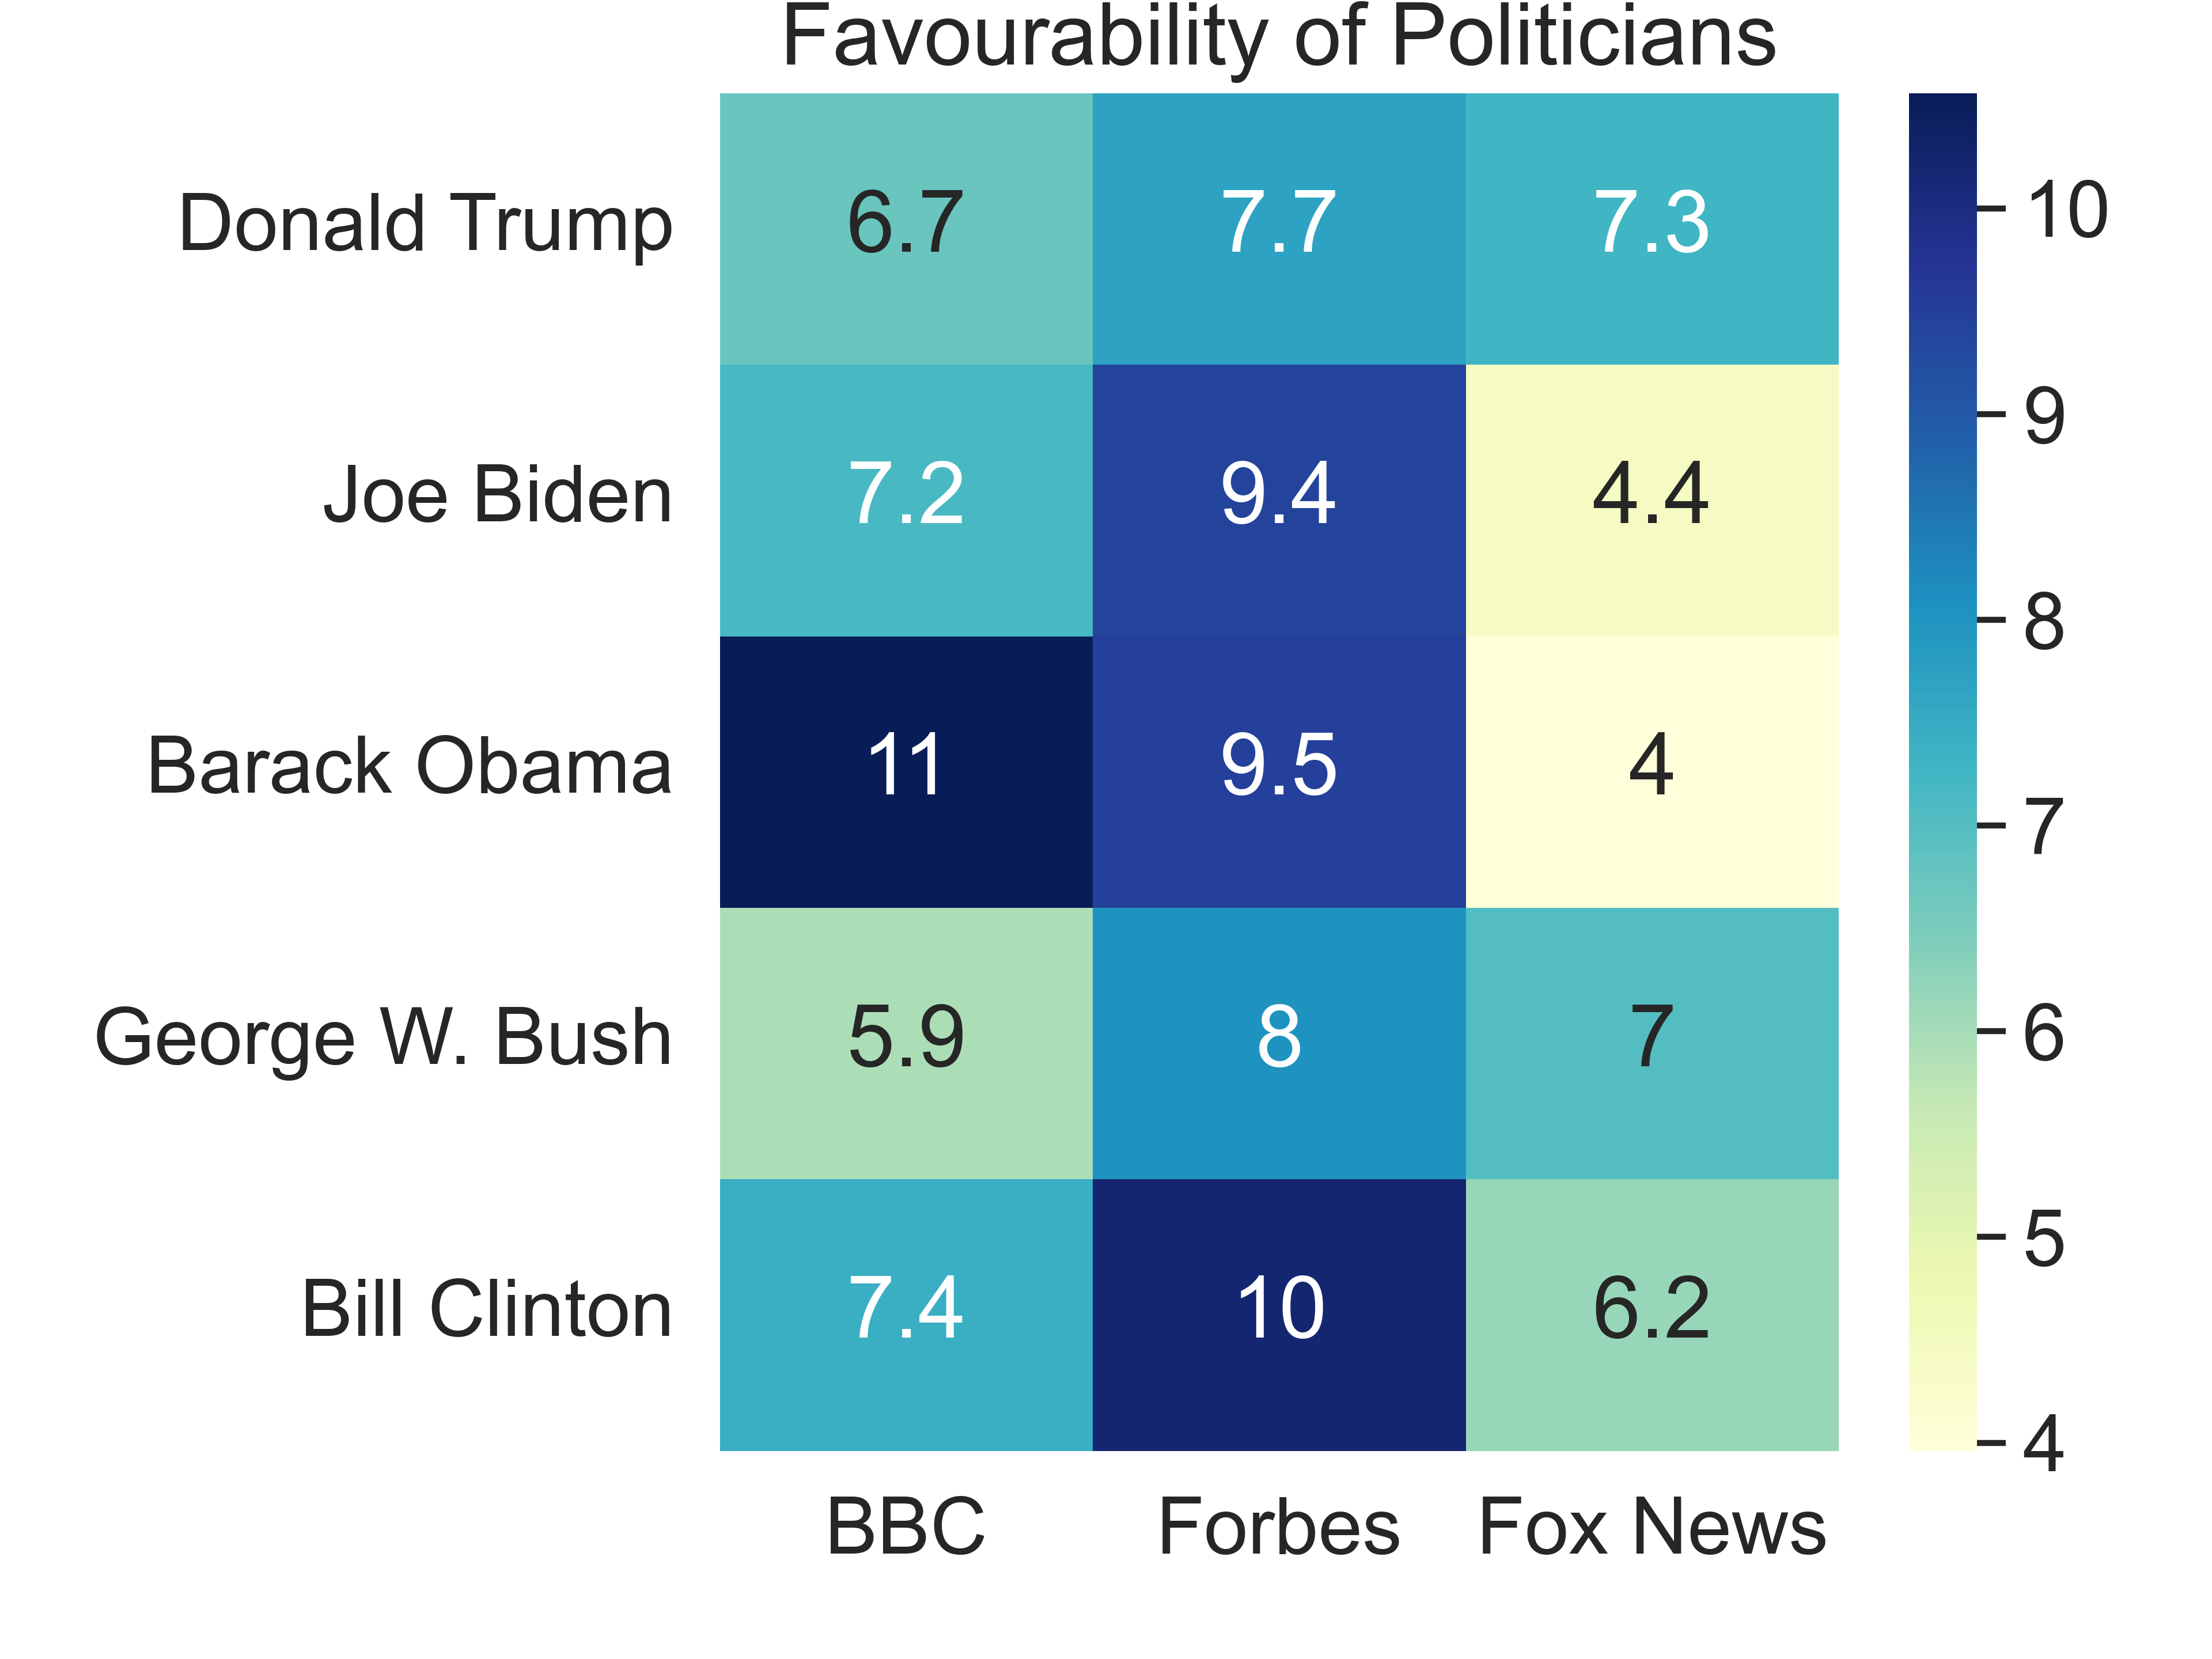 Favourability of Politicians
Donald Trump 6.7 7.7 7.3
Joe Biden 7.2 9.4 4.4
Barack Obama 11 9.5 4
George W. Bush 5.9 8 7
Bill Clinton 7.4 10 6.2
BBC Forbes Fox News
10
9
8
7
6
5
4